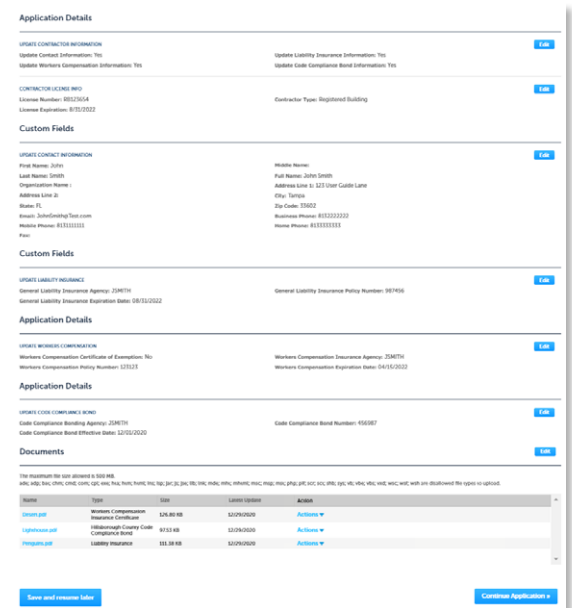 Application Details
UPDATE CONTRACTOR INFORMATION Edit
Update Contact Information: Yes Update Liability Insurance Information: Yes
Update Workers Compensation Information: Yes Update Code Compliance Bond Information: Yes
CONTRACTOR LICENSE INFO Edit
License Number: RB123654 Contractor Type: Registered Building
License Expiration: 8/31/2022
Custom Fields
UPDATE CONTACT INFORMATION Edit
First Name: John Middle Name:
Last Name: Smith Full Name: John Smith
Organization Name : Address Line 1: 123 User Guide Lane
Address Line 2: City: Tampa
State: FL Zip Code: 33602
Email: JohnSmith@Test.com Business Phone: 8132222222
Mobile Phone: 8131111111 Home Phone: 8133333333
Fax:
Custom Fields
UPDATE LIABILITY INSURANCE Edit
General Liability Insurance Agency: JSMITH General Liability Insurance Policy Number: 987456
General Liability Insurance Expiration Date: 08/31/2022
Application Details
UPDATE WORKERS COMPENSATION Edit
Workers Compensation Certificate of Exemption: No Workers Compensation Insurance Agency: JSMITH
Workers Compensation Policy Number: 123123 Workers Compensation Expiration Date: 04/15/2022
Application Details
UPDATE CODE COMPLIANCE BOND Edit
Code Compliance Bonding Agency: JSMITH Code Compliance Bond Number: 456987
Code Compliance Bond Effective Date: 12/01/2020
Documents Edit
The maximum file size allowed is 500 MB.
are disallowed file types to upload.
Name Type Size Latest Update Action
Workers Compensation
Insurance Certificate
126.80 KB 12/29/2020 Actions
Lighthouse.pdf
Hillsborough County Code
Compliance Bond
97.53 KB 12/29/2020 Actions
Penguins.pdf Liability Insurance 111.38 KB 12/29/2020 Actions
Save and resume later Continue Application »